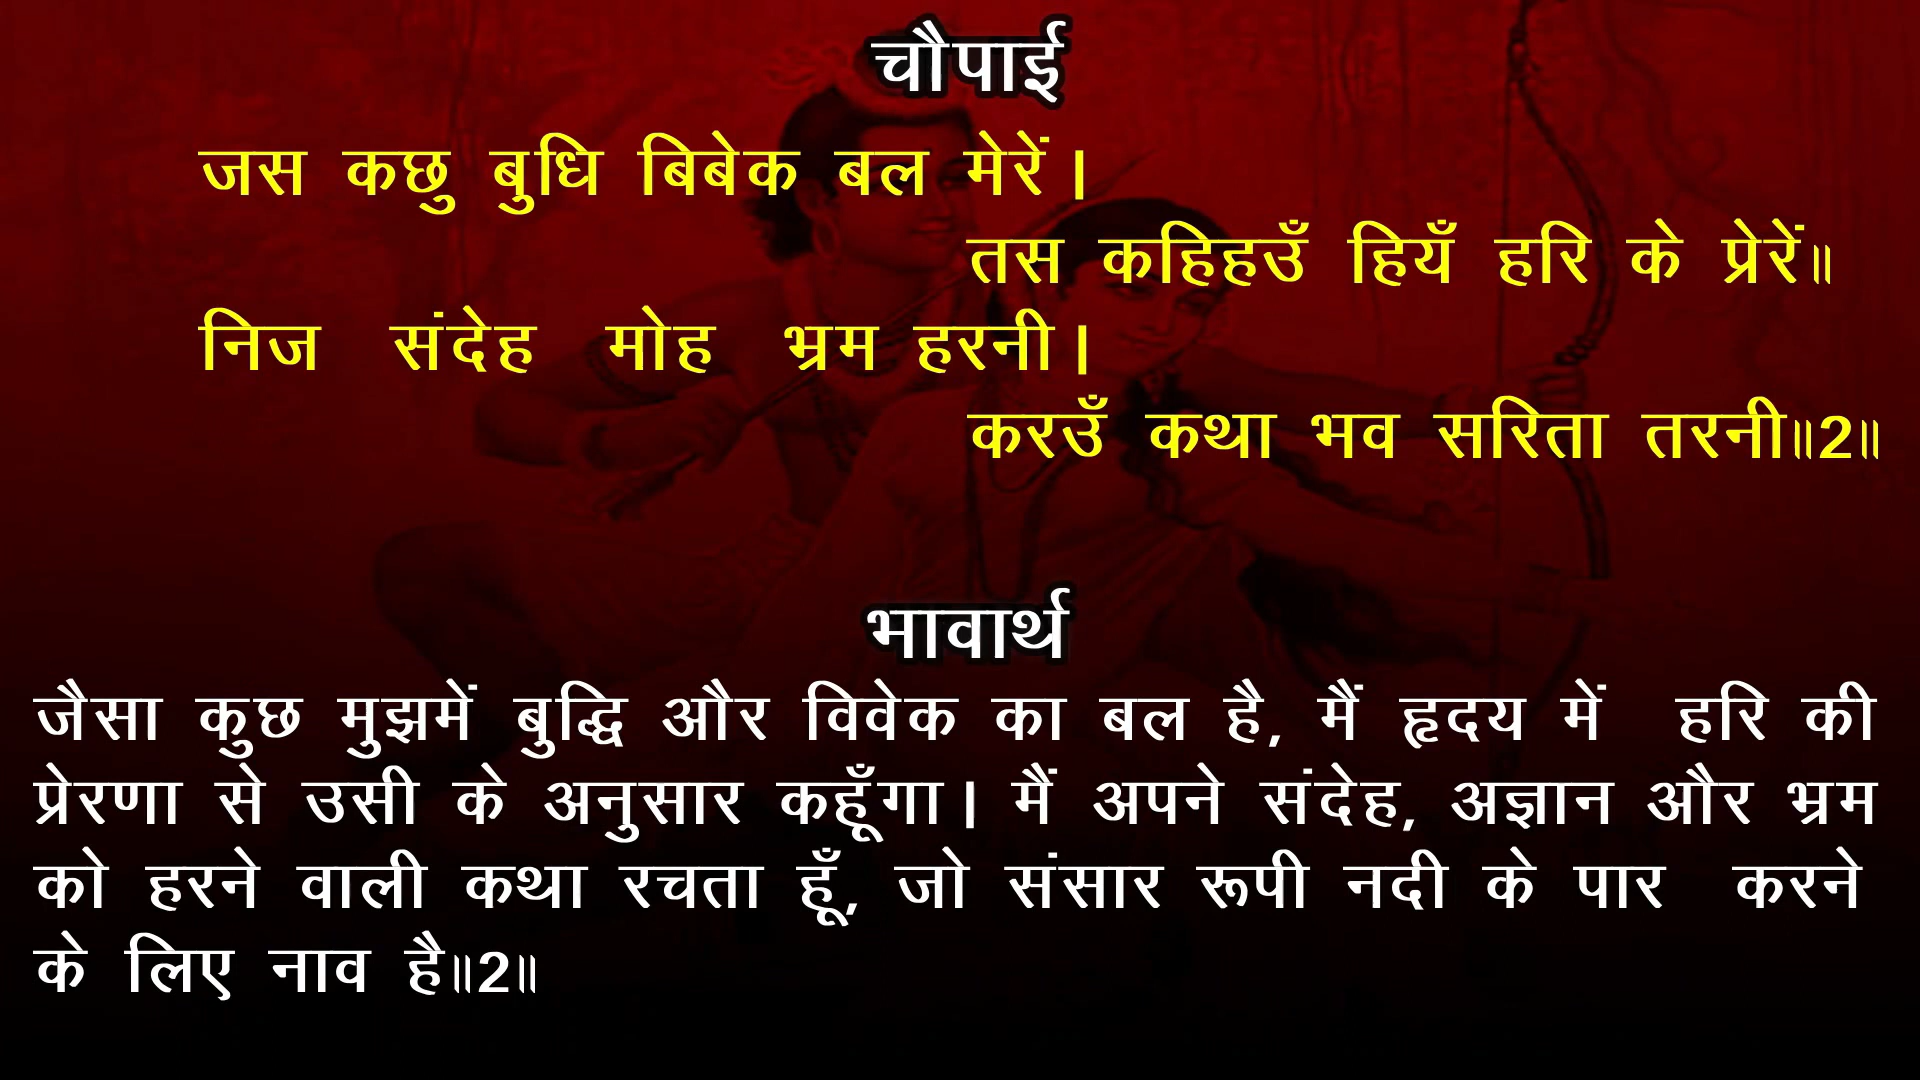 चौपाई
जस कछु बुधि बिबेक बल मेरें।
तस कहिहउँ हियँ हरि के प्रेरें॥
निज संदेह मोह भ्रम हरनी।
करउँ कथा भव सरिता तरनी॥2॥
भावार्थ
जैसा कुछ मुझमें बुद्धि और विवेक का बल है, मैं हृदय में हरि की
प्रेरणा से उसी के अनुसार कहूँगा। मैं अपने संदेह, अज्ञान और भ्रम
को हरने वाली कथा रचता हूँ, जो संसार रूपी नदी के पार करने
के लिए नाव है॥2॥